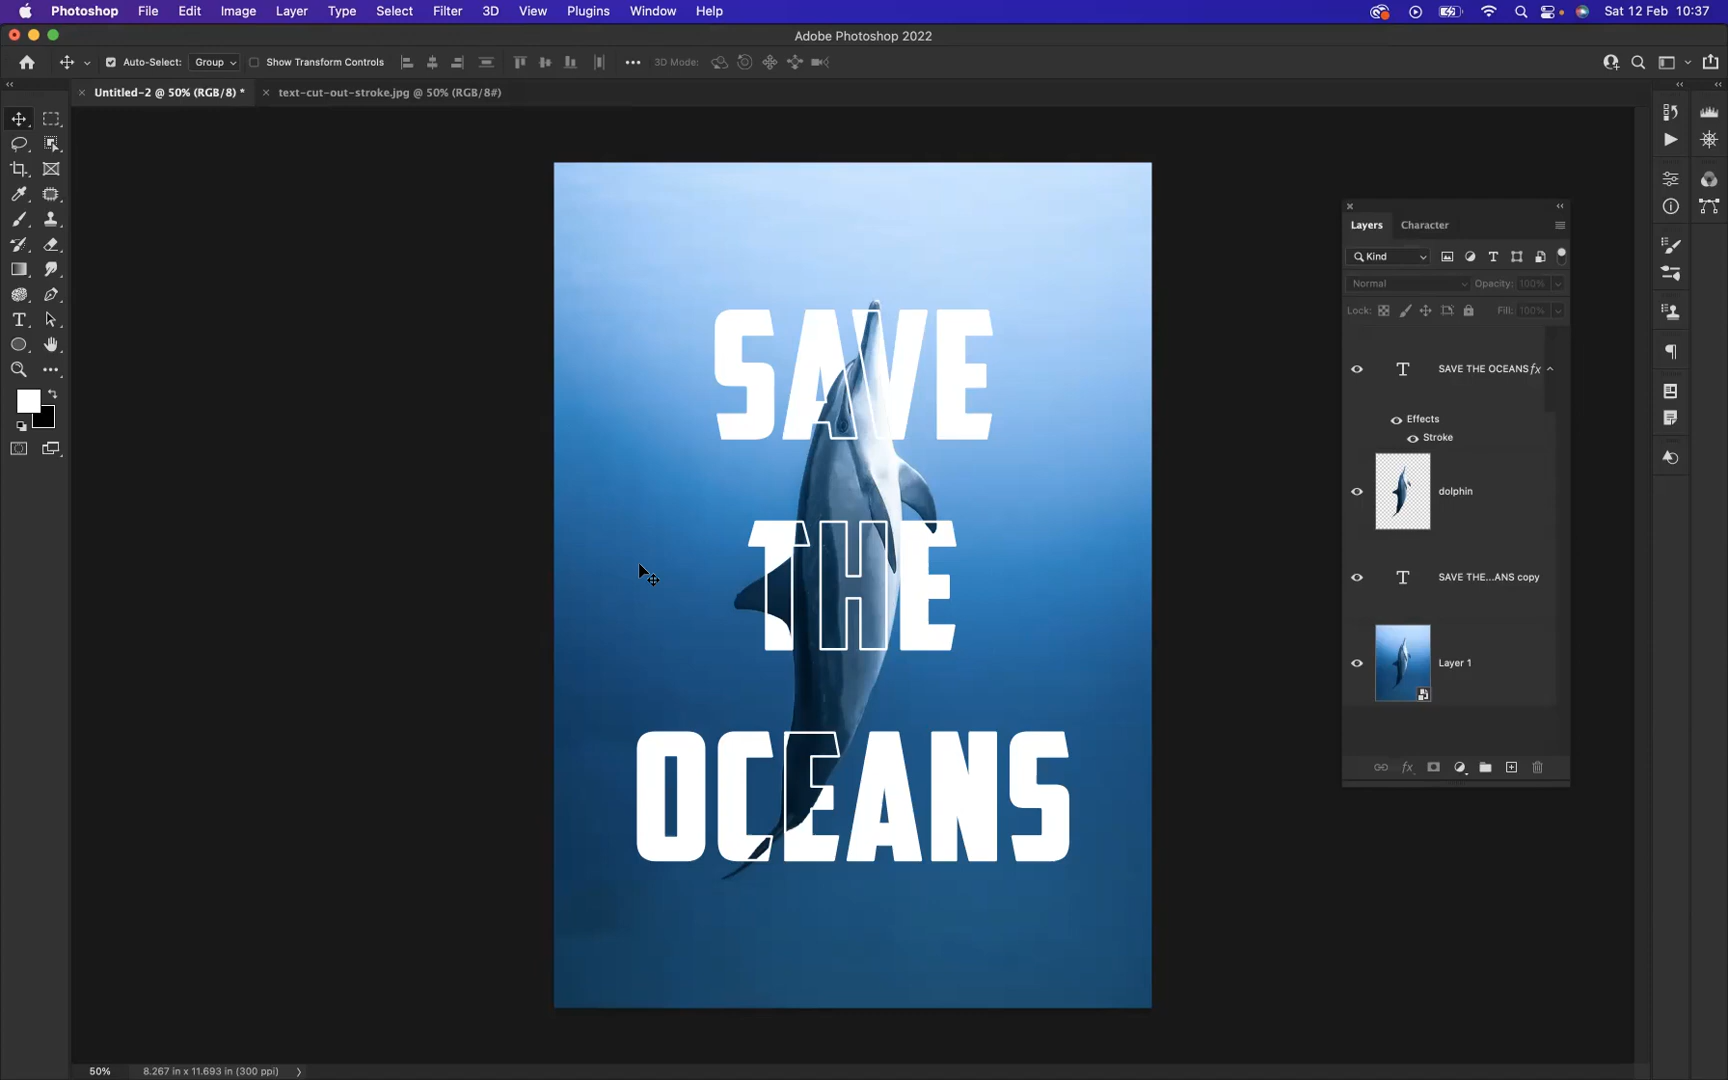 Photoshop File Edit Image Layer Type Select Filter 3D View Plugins Window Help Sat 12 Feb 10:37
Adobe Photoshop 2022
Auto-Select: Group Show Transform Controls 3D Mode:
Untitled-2 @ 50% (RGB/8) * text-cut-out-stroke.jpg @ 50% (RGB/8#)
SAVE
THE
OCEANS
Layers Character
Kind
Normal Opacity: 100%
Lock: Fill: 100%
SAVE THE OCEANS fx
Effects
Stroke
dolphin
SAVE THE...ANS copy
Layer 1
fx
50% 8.267 in x 11.693 in (300 ppi)